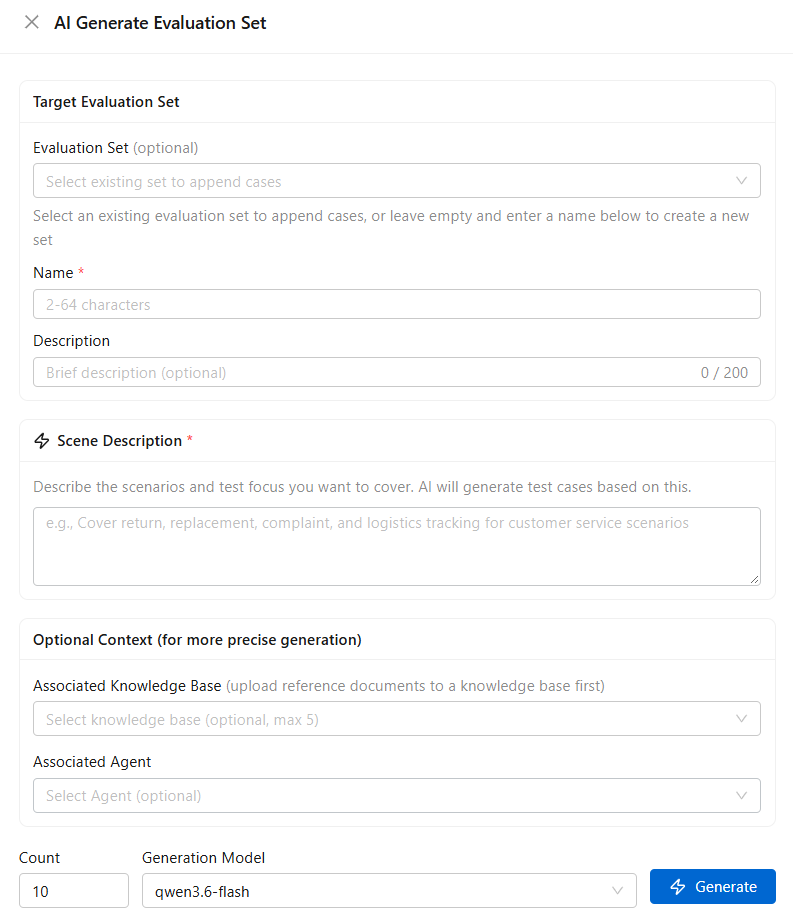 AI Generate Evaluation Set
Target Evaluation Set
Evaluation Set (optional)
Select existing set to append cases
Select an existing evaluation set to append cases, or leave empty and enter a name below to create a new
set
Name *
2-64 characters
Description
Brief description (optional)
0 / 200
Scene Description *
Describe the scenarios and test focus you want to cover. AI will generate test cases based on this.
e.g., Cover return, replacement, complaint, and logistics tracking for customer service scenarios
Optional Context (for more precise generation)
Associated Knowledge Base (upload reference documents to a knowledge base first)
Select knowledge base (optional, max 5)
Associated Agent
Select Agent (optional)
Count
Generation Model
10
qwen3.6-flash
Generate